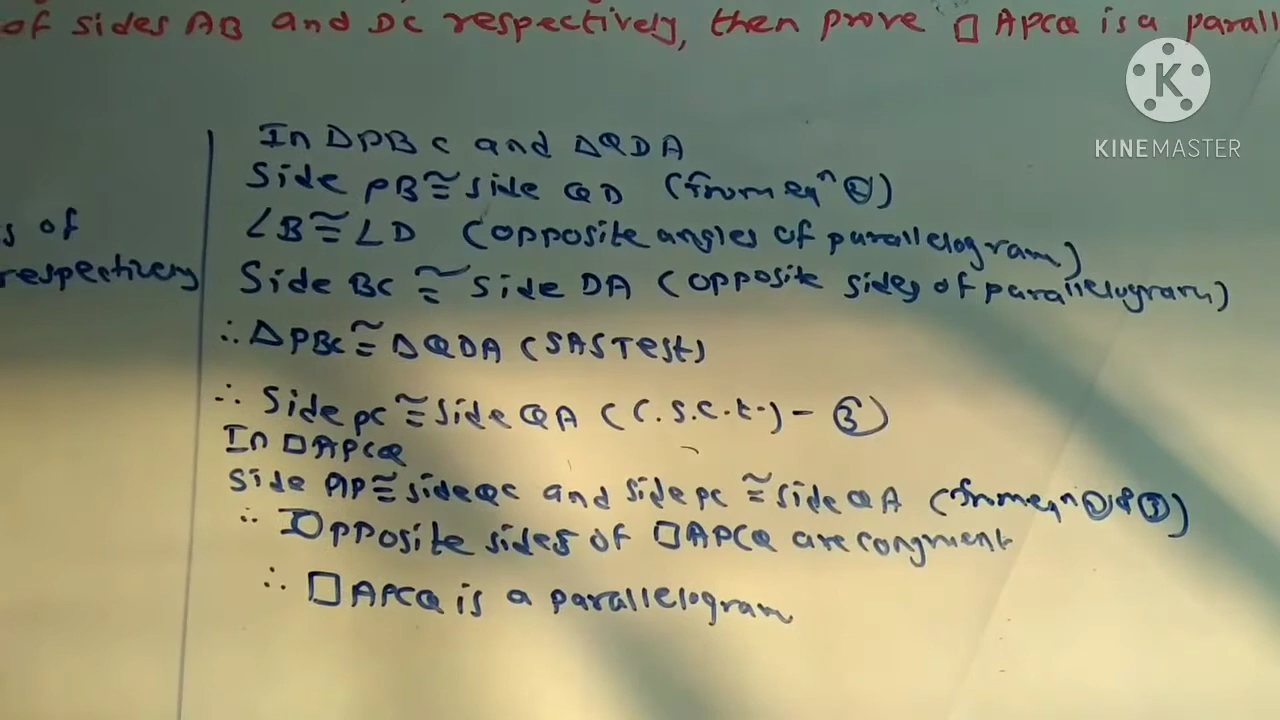 of sides AB and DC respectively, then prove □ APCQ is a parall
K
KINEMASTER
In ΔPBC and ΔQDA
Side PB ≅ side QD (from eqⁿ ②)
s of
∠B ≅ ∠D (opposite angles of parallelogram)
respectively
Side BC ≅ Side DA (opposite sides of parallelogram)
∴ ΔPBC ≅ ΔQDA (SAS Test)
∴ Side PC ≅ side QA (C.S.C.t.) - ③
In □APCQ
Side AP ≅ side QC and side PC ≅ side QA (from eqⁿ ② & ③)
∴ Opposite sides of □APCQ are congruent
∴ □APCQ is a parallelogram